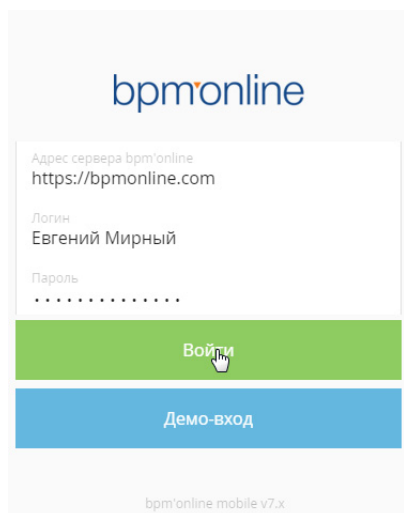 bpm'online
Адрес сервера bpm'online
https://bpmonline.com
Логин
Евгений Мирный
Пароль
••••••••••••••
Войти
Демо-вход
bpm'online mobile v7.x